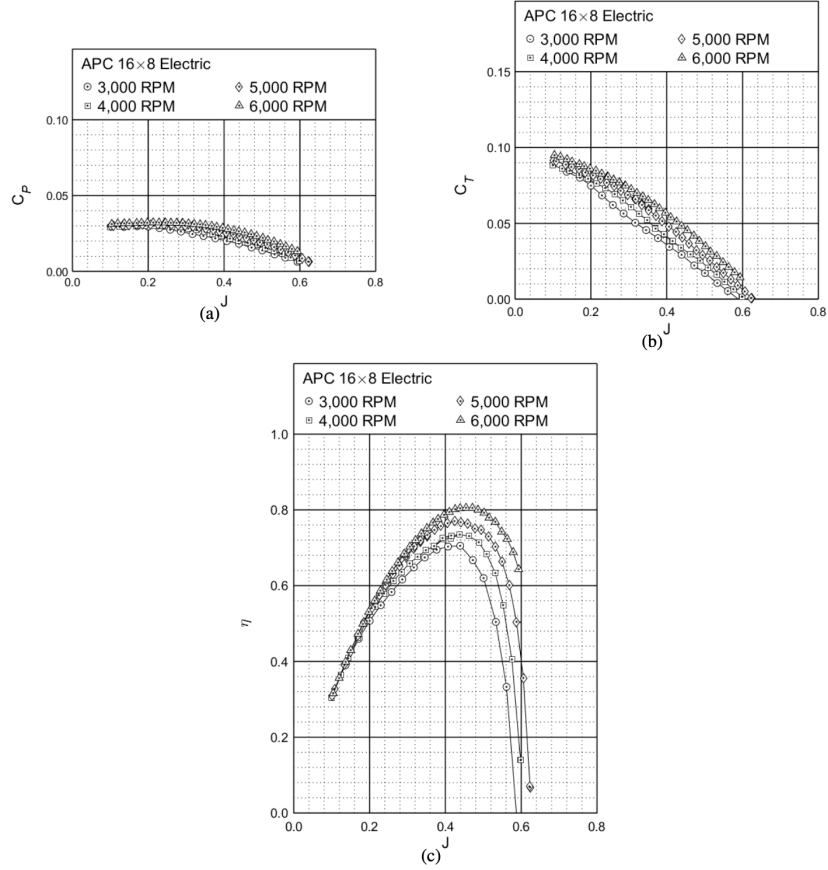 APC 16×8 Electric
3,000 RPM 5,000 RPM
4,000 RPM 6,000 RPM
0.10
0.05
0.00
C_P
0.0 0.2 0.4 0.6 0.8
J
(a)
APC 16×8 Electric
3,000 RPM 5,000 RPM
4,000 RPM 6,000 RPM
0.15
0.10
0.05
0.00
C_T
0.0 0.2 0.4 0.6 0.8
J
(b)
APC 16×8 Electric
3,000 RPM 5,000 RPM
4,000 RPM 6,000 RPM
1.0
0.8
0.6
0.4
0.2
0.0
η
0.0 0.2 0.4 0.6 0.8
J
(c)